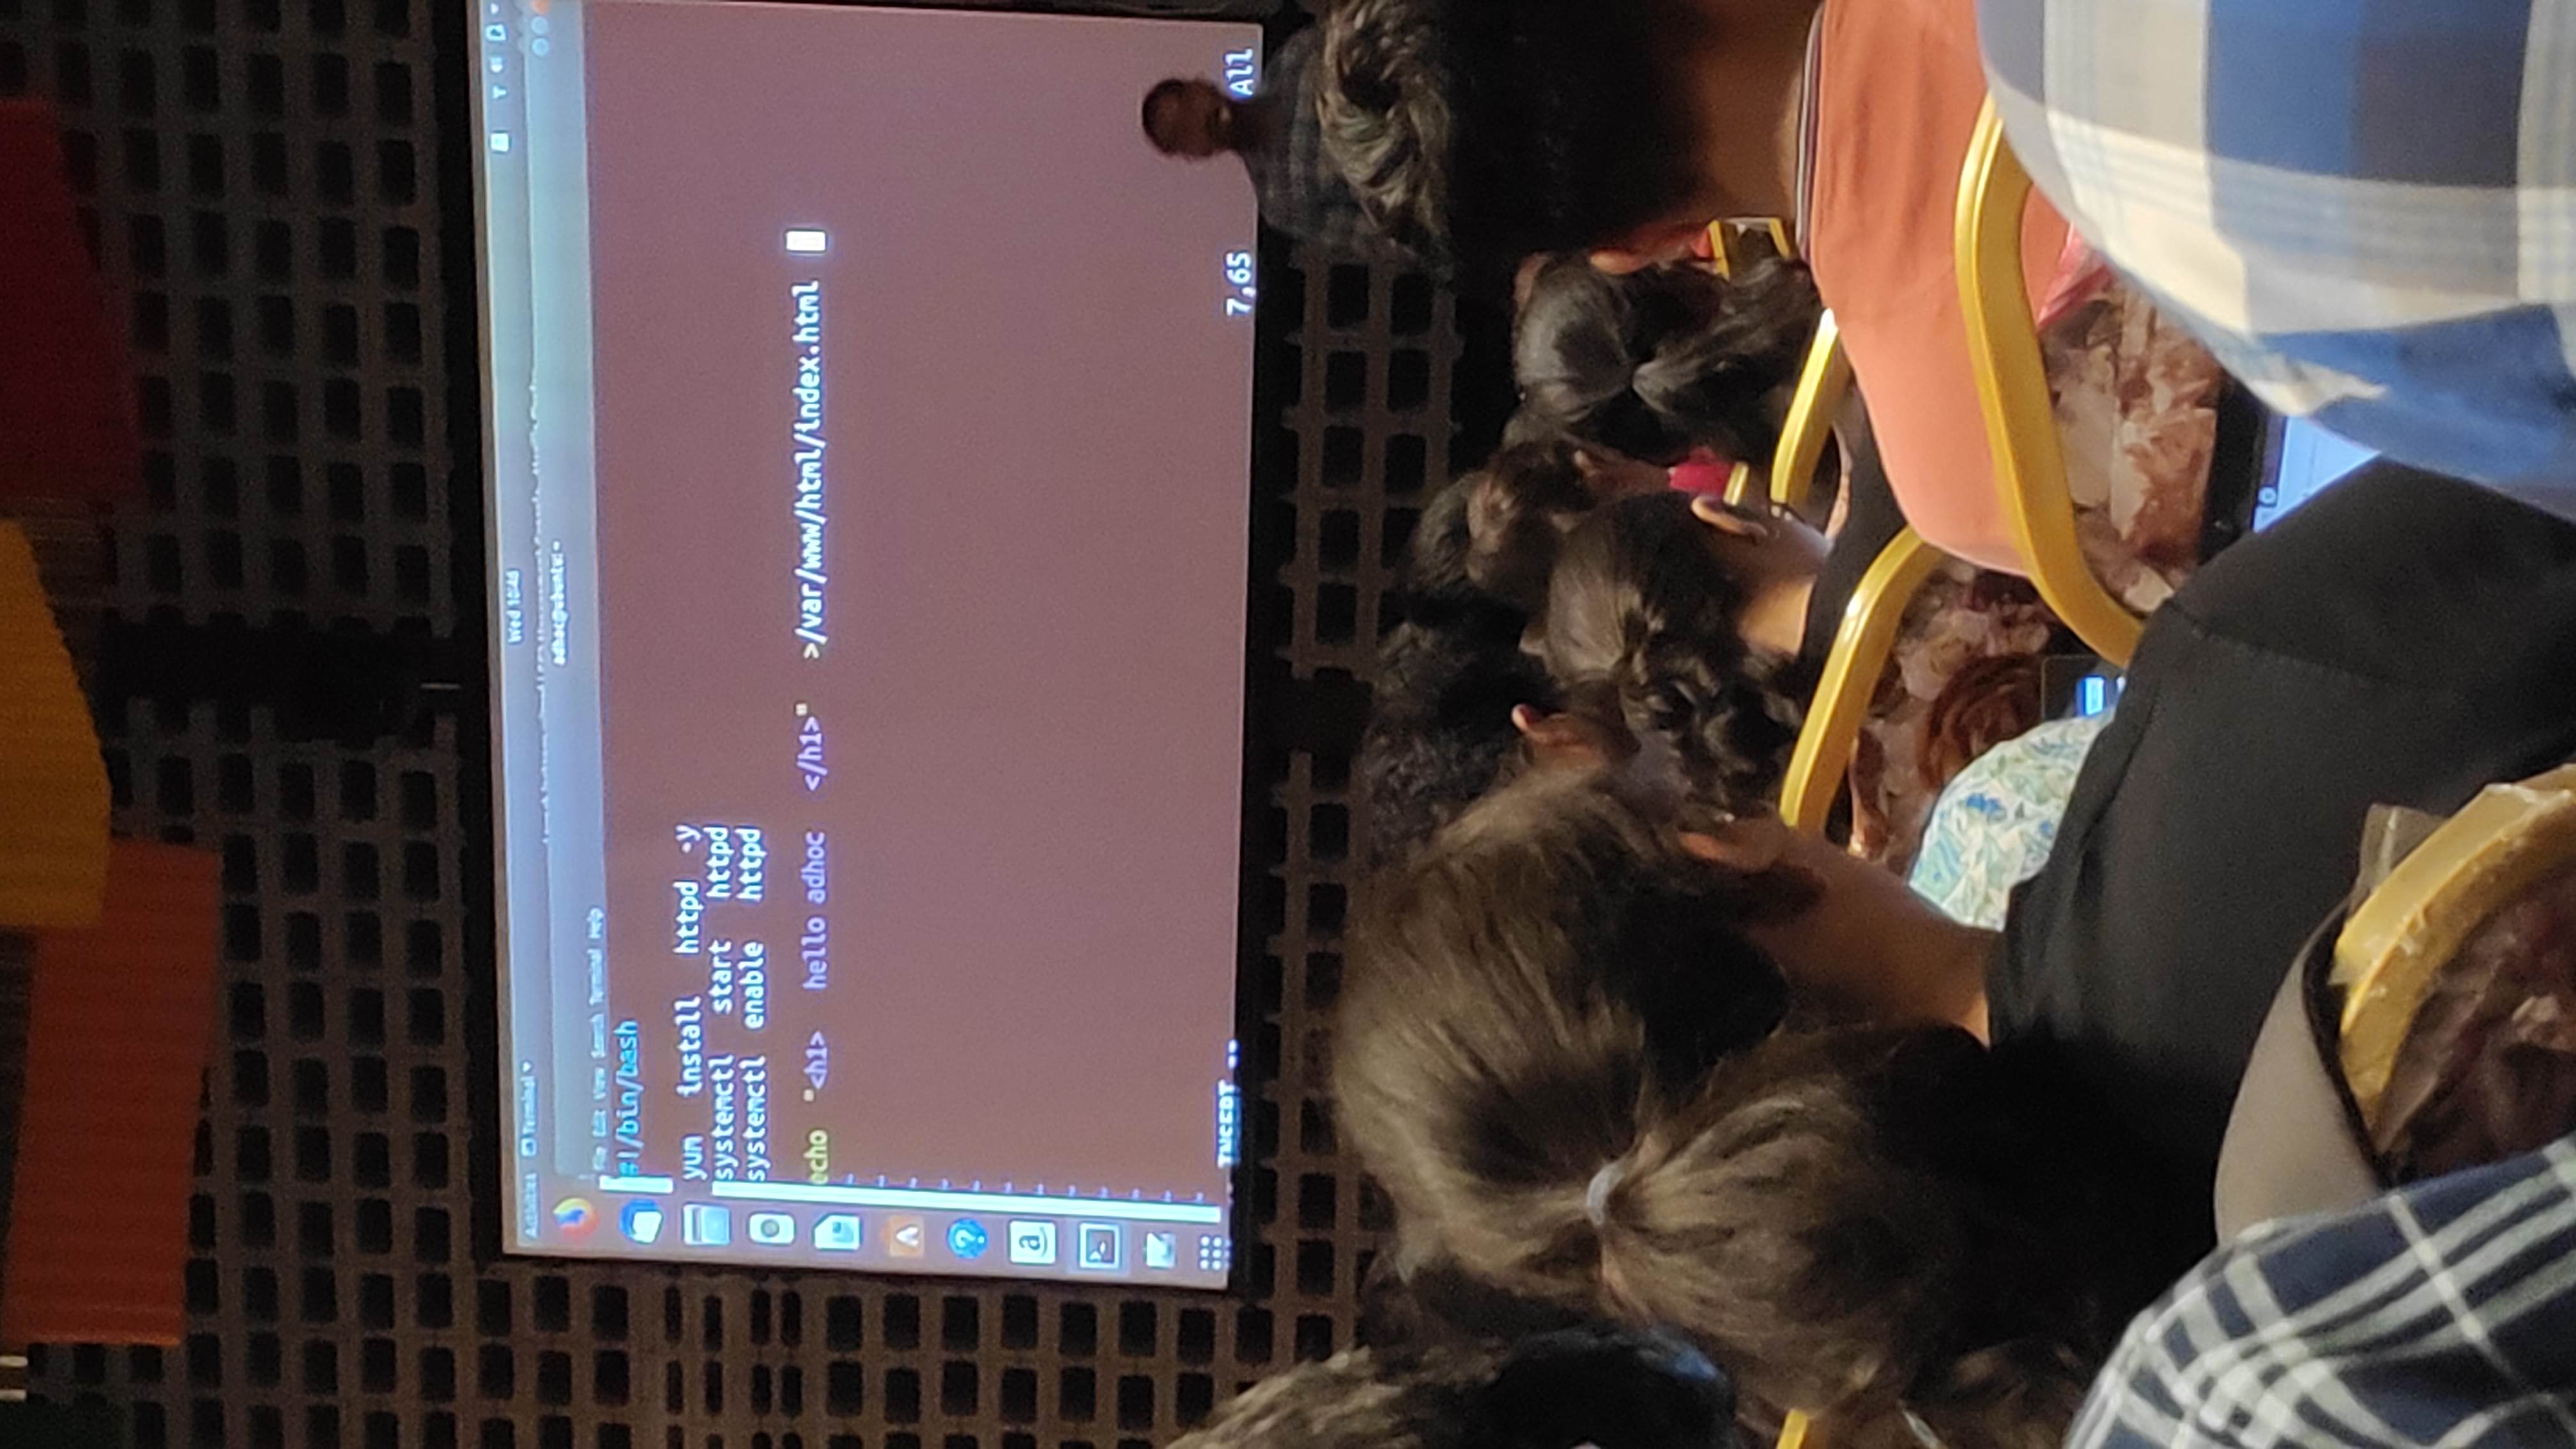 Activities Terminal Wed 10:46
adhoc@ubuntu: ~
File Edit View Search Terminal Help
#!/bin/bash
yum install httpd -y
systemctl start httpd
systemctl enable httpd
echo "<h1> hello adhoc </h1>" >/var/www/html/index.html
-- INSERT -- 7,65 All